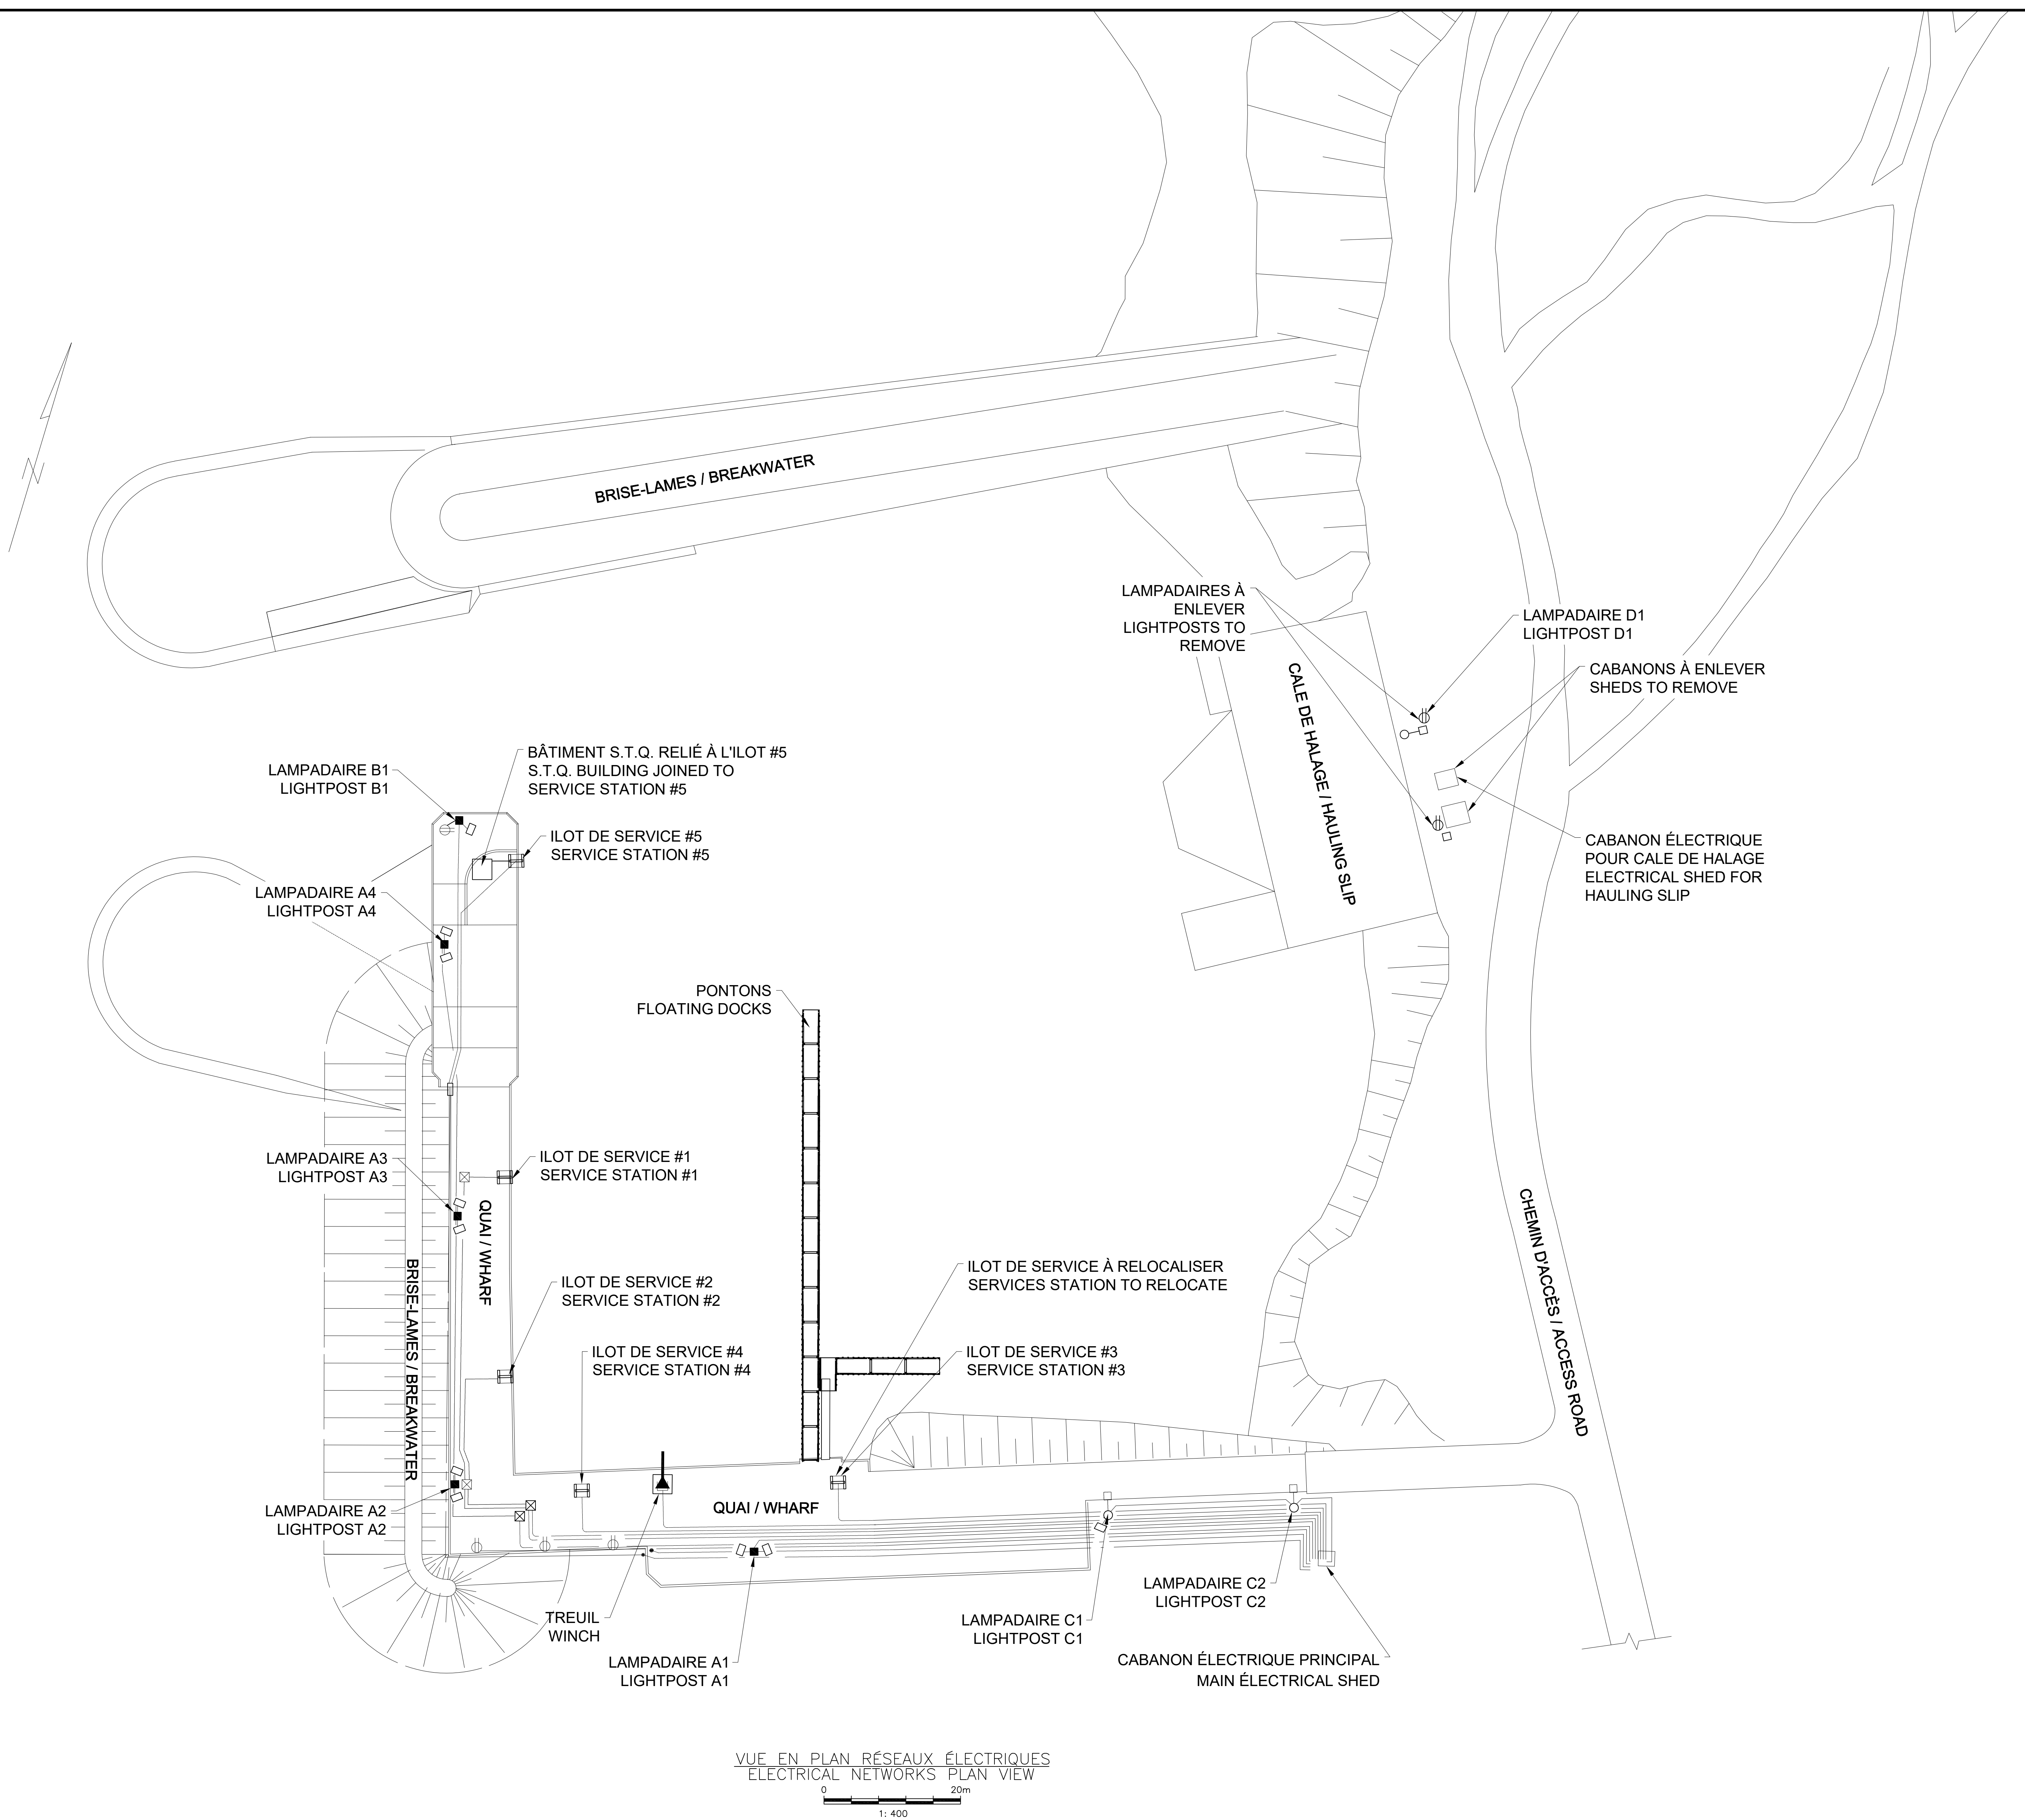 BRISE-LAMES / BREAKWATER
LAMPADAIRES À
ENLEVER
LIGHTPOSTS TO
REMOVE
LAMPADAIRE D1
LIGHTPOST D1
CABANONS À ENLEVER
SHEDS TO REMOVE
CALE DE HALAGE / HAULING SLIP
BÂTIMENT S.T.Q. RELIÉ À L'ILOT #5
S.T.Q. BUILDING JOINED TO
SERVICE STATION #5
LAMPADAIRE B1
LIGHTPOST B1
ILOT DE SERVICE #5
SERVICE STATION #5
CABANON ÉLECTRIQUE
POUR CALE DE HALAGE
ELECTRICAL SHED FOR
HAULING SLIP
LAMPADAIRE A4
LIGHTPOST A4
PONTONS
FLOATING DOCKS
LAMPADAIRE A3
LIGHTPOST A3
ILOT DE SERVICE #1
SERVICE STATION #1
QUAI / WHARF
CHEMIN D'ACCÈS / ACCESS ROAD
BRISE-LAMES / BREAKWATER
ILOT DE SERVICE #2
SERVICE STATION #2
ILOT DE SERVICE À RELOCALISER
SERVICES STATION TO RELOCATE
ILOT DE SERVICE #4
SERVICE STATION #4
ILOT DE SERVICE #3
SERVICE STATION #3
LAMPADAIRE A2
LIGHTPOST A2
QUAI / WHARF
LAMPADAIRE C2
LIGHTPOST C2
TREUIL
WINCH
LAMPADAIRE C1
LIGHTPOST C1
LAMPADAIRE A1
LIGHTPOST A1
CABANON ÉLECTRIQUE PRINCIPAL
MAIN ÉLECTRICAL SHED
VUE EN PLAN RÉSEAUX ÉLECTRIQUES
ELECTRICAL NETWORKS PLAN VIEW
0 20m
1: 400
N